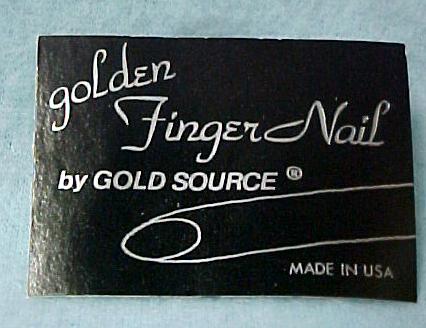 golden
Finger Nail
by GOLD SOURCE ®
MADE IN USA